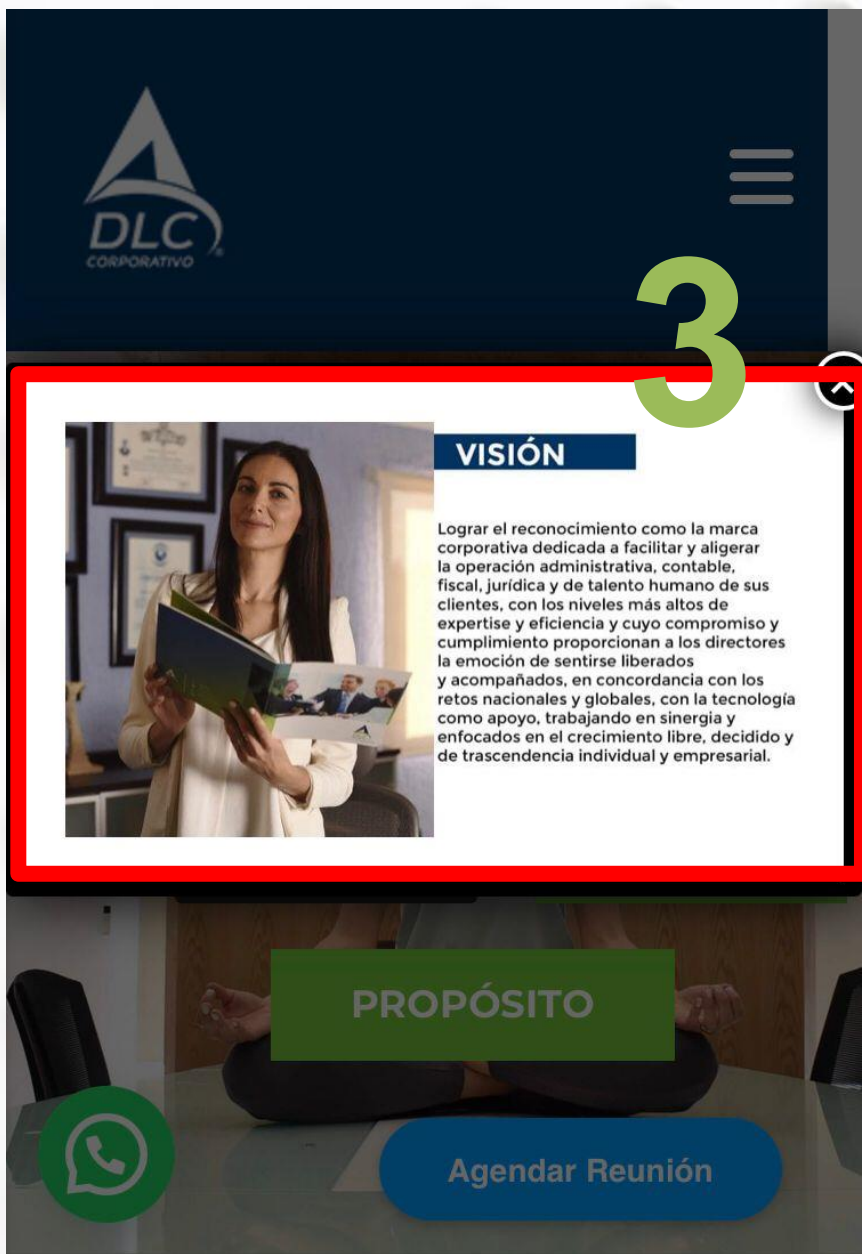 DLC
CORPORATIVO
3
VISIÓN
Lograr el reconocimiento como la marca
corporativa dedicada a facilitar y aligerar
la operación administrativa, contable,
fiscal, jurídica y de talento humano de sus
clientes, con los niveles más altos de
expertise y eficiencia y cuyo compromiso y
cumplimiento proporcionan a los directores
la emoción de sentirse liberados
y acompañados, en concordancia con los
retos nacionales y globales, con la tecnología
como apoyo, trabajando en sinergia y
enfocados en el crecimiento libre, decidido y
de trascendencia individual y empresarial.
PROPÓSITO
Agendar Reunión